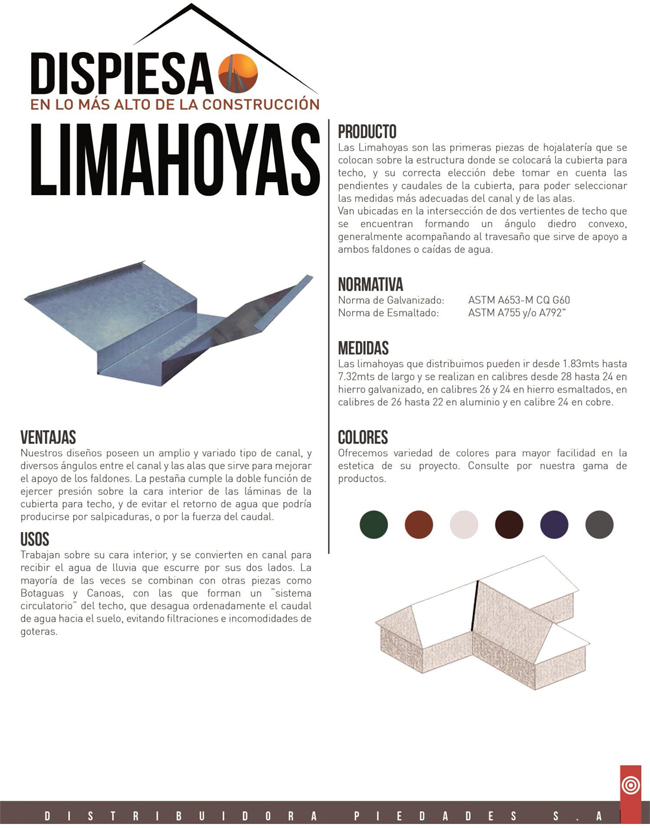 DISPIESA
EN LO MÁS ALTO DE LA CONSTRUCCIÓN
LIMAHOYAS
VENTAJAS
Nuestros diseños poseen un amplio y variado tipo de canal, y
diversos ángulos entre el canal y las alas que sirve para mejorar
el apoyo de los faldones. La pestaña cumple la doble función de
ejercer presión sobre la cara interior de las láminas de la
cubierta para techo, y de evitar el retorno de agua que podría
producirse por salpicaduras, o por la fuerza del caudal.
USOS
Trabajan sobre su cara interior, y se convierten en canal para
recibir el agua de lluvia que escurre por sus dos lados. La
mayoría de las veces se combinan con otras piezas como
Botaguas y Canoas, con las que forman un "sistema
circulatorio" del techo, que desagua ordenadamente el caudal
de agua hacia el suelo, evitando filtraciones e incomodidades de
goteras.
PRODUCTO
Las Limahoyas son las primeras piezas de hojalatería que se
colocan sobre la estructura donde se colocará la cubierta para
techo, y su correcta elección debe tomar en cuenta las
pendientes y caudales de la cubierta, para poder seleccionar
las medidas más adecuadas del canal y de las alas.
Van ubicadas en la intersección de dos vertientes de techo que
se encuentran formando un ángulo diedro convexo,
generalmente acompañando al travesaño que sirve de apoyo a
ambos faldones o caídas de agua.
NORMATIVA
Norma de Galvanizado: ASTM A653-M CQ G60
Norma de Esmaltado: ASTM A755 y/o A792"
MEDIDAS
Las limahoyas que distribuimos pueden ir desde 1.83mts hasta
7.32mts de largo y se realizan en calibres desde 28 hasta 24 en
hierro galvanizado, en calibres 26 y 24 en hierro esmaltados, en
calibres de 26 hasta 22 en aluminio y en calibre 24 en cobre.
COLORES
Ofrecemos variedad de colores para mayor facilidad en la
estetica de su proyecto. Consulte por nuestra gama de
productos.
DISTRIBUIDORA PIEDADES S.A